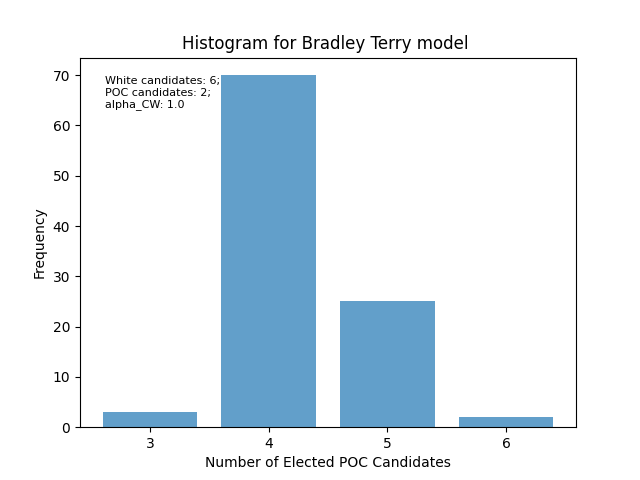 Histogram for Bradley Terry model
White candidates: 6;
POC candidates: 2;
alpha_CW: 1.0
Frequency
70
60
50
40
30
20
10
0
3 4 5 6
Number of Elected POC Candidates